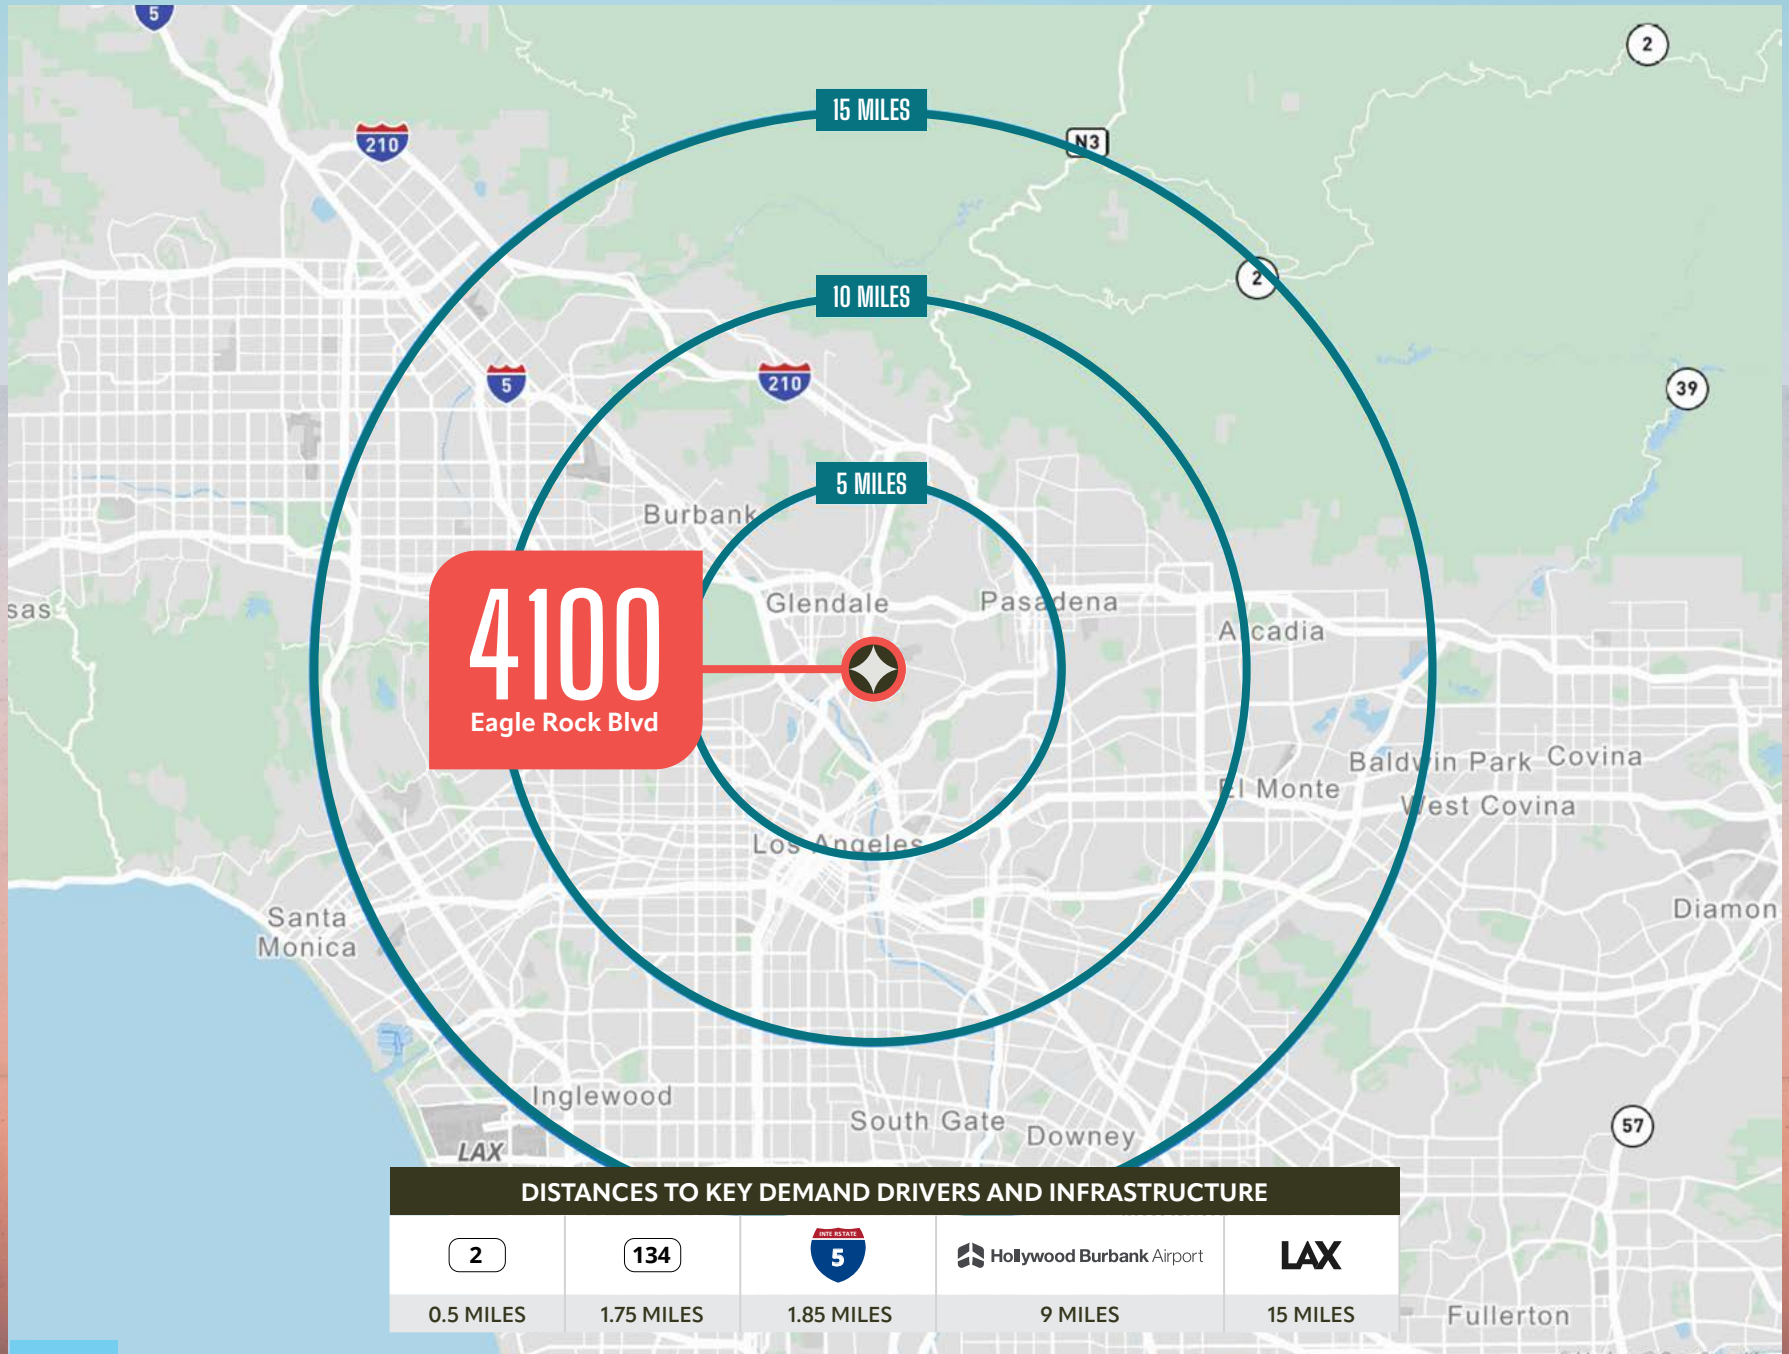 5
2
15 MILES
N3
210
2
10 MILES
5
210
39
5 MILES
Burbank
Glendale
Pasadena
sas
Arcadia
4100
Eagle Rock Blvd
Baldwin Park
Covina
El Monte
West Covina
Los Angeles
Santa
Monica
Diamon
Inglewood
South Gate
Downey
57
LAX
DISTANCES TO KEY DEMAND DRIVERS AND INFRASTRUCTURE
2
134
INTERSTATE
5
Hollywood Burbank Airport
LAX
0.5 MILES
1.75 MILES
1.85 MILES
9 MILES
15 MILES
Fullerton